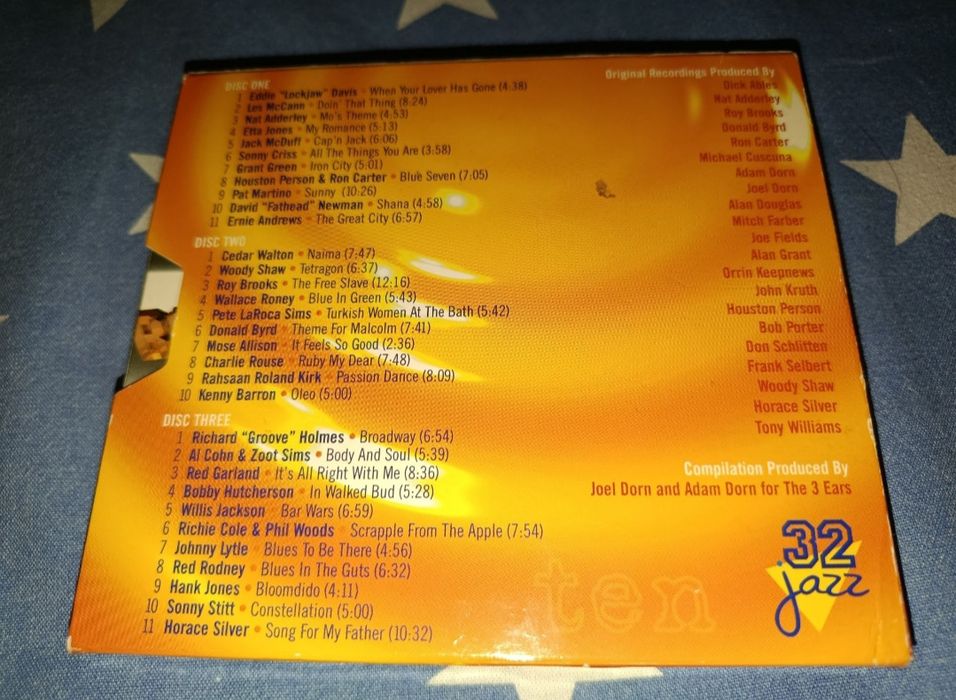 DISC ONE
1 Eddie "Lockjaw" Davis • When Your Lover Has Gone (4:38)
2 Les McCann • Doin' That Thing (8:24)
3 Nat Adderley • Mo's Theme (4:53)
4 Etta Jones • My Romance (5:13)
5 Jack McDuff • Cap'n Jack (6:06)
6 Sonny Criss • All The Things You Are (3:58)
7 Grant Green • Iron City (5:01)
8 Houston Person & Ron Carter • Blue Seven (7:05)
9 Pat Martino • Sunny (10:26)
10 David "Fathead" Newman • Shana (4:58)
11 Ernie Andrews • The Great City (6:57)
DISC TWO
1 Cedar Walton • Naima (7:47)
2 Woody Shaw • Tetragon (6:37)
3 Roy Brooks • The Free Slave (12:16)
4 Wallace Roney • Blue In Green (5:43)
5 Pete LaRoca Sims • Turkish Women At The Bath (5:42)
6 Donald Byrd • Theme For Malcolm (7:41)
7 Mose Allison • It Feels So Good (2:36)
8 Charlie Rouse • Ruby My Dear (7:48)
9 Rahsaan Roland Kirk • Passion Dance (8:09)
10 Kenny Barron • Oleo (5:00)
DISC THREE
1 Richard "Groove" Holmes • Broadway (6:54)
2 Al Cohn & Zoot Sims • Body And Soul (5:39)
3 Red Garland • It's All Right With Me (8:36)
4 Bobby Hutcherson • In Walked Bud (5:28)
5 Willis Jackson • Bar Wars (6:59)
6 Richie Cole & Phil Woods • Scrapple From The Apple (7:54)
7 Johnny Lytle • Blues To Be There (4:56)
8 Red Rodney • Blues In The Guts (6:32)
9 Hank Jones • Bloomdido (4:11)
10 Sonny Stitt • Constellation (5:00)
11 Horace Silver • Song For My Father (10:32)
Original Recordings Produced By
Dick Ables
Nat Adderley
Roy Brooks
Donald Byrd
Ron Carter
Michael Cuscuna
Adam Dorn
Joel Dorn
Alan Douglas
Mitch Farber
Joe Fields
Alan Grant
Orrin Keepnews
John Kruth
Houston Person
Bob Porter
Don Schlitten
Frank Seibert
Woody Shaw
Horace Silver
Tony Williams
Compilation Produced By
Joel Dorn and Adam Dorn for The 3 Ears
ten
.32
jazz